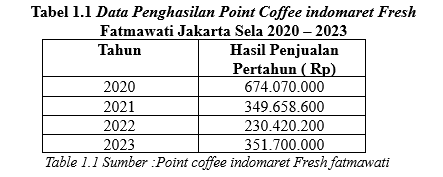 Tabel 1.1 Data Penghasilan Point Coffee indomaret Fresh
Fatmawati Jakarta Sela 2020 – 2023
Tahun Hasil Penjualan
Pertahun ( Rp)
2020 674.070.000
2021 349.658.600
2022 230.420.200
2023 351.700.000
Table 1.1 Sumber :Point coffee indomaret Fresh fatmawati